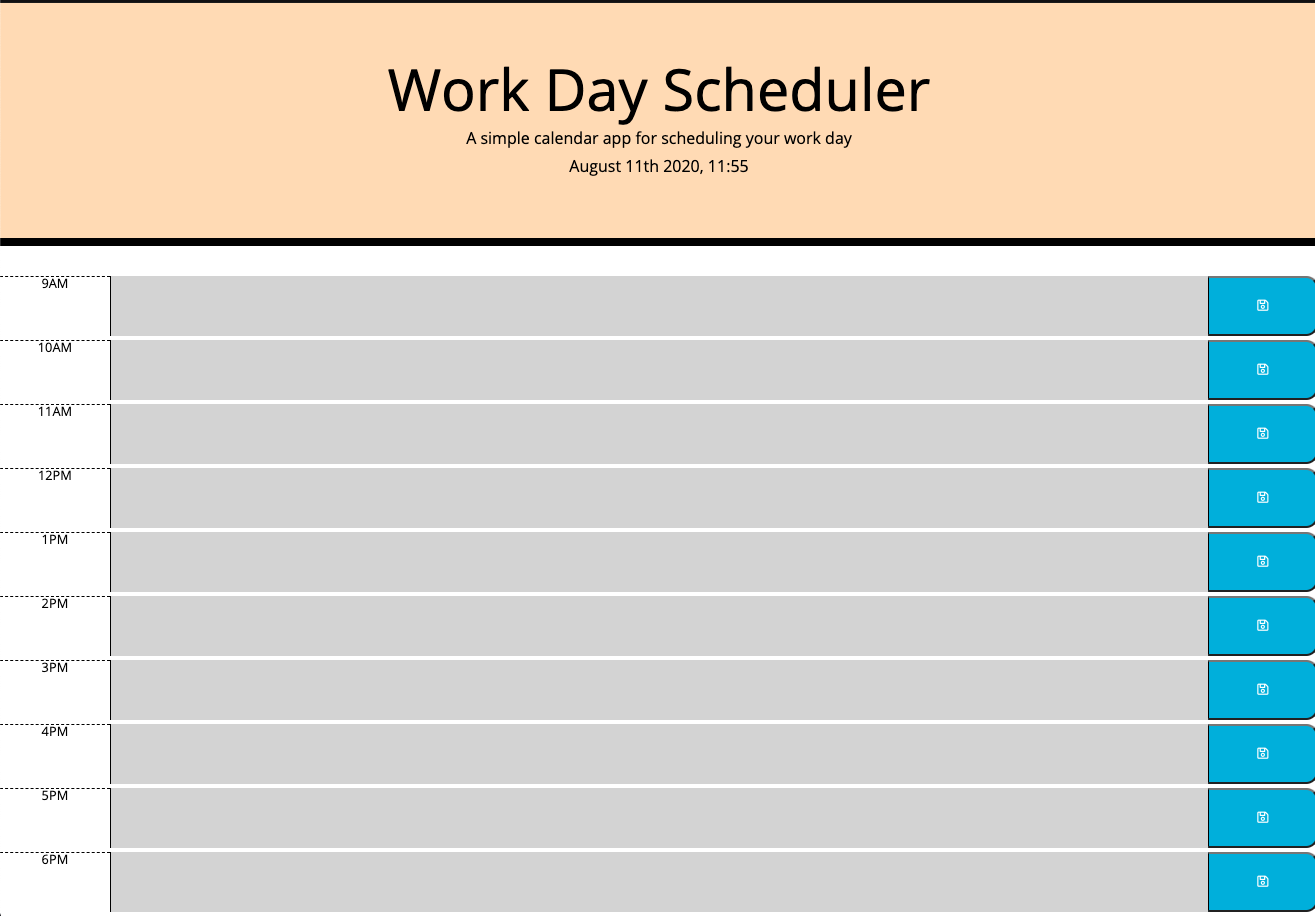 Work Day Scheduler
A simple calendar app for scheduling your work day
August 11th 2020, 11:55
9AM
10AM
11AM
12PM
1PM
2PM
3PM
4PM
5PM
6PM